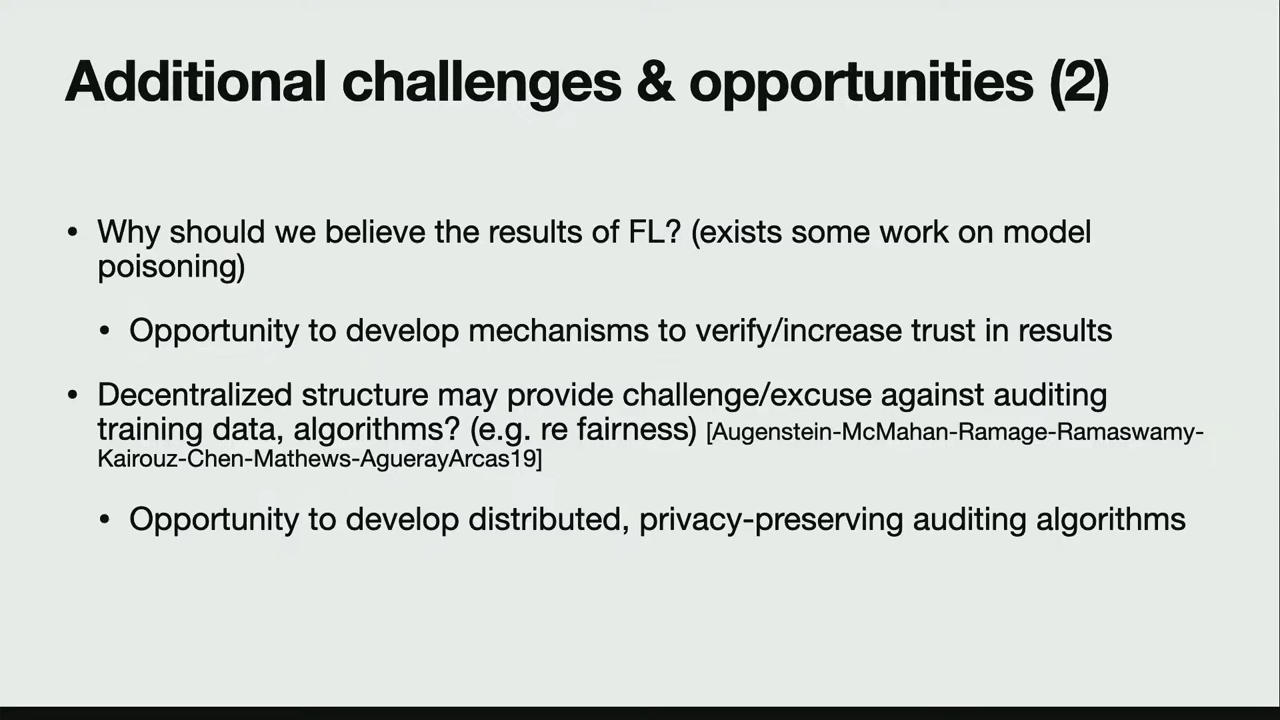 Additional challenges & opportunities (2)
• Why should we believe the results of FL? (exists some work on model
poisoning)
• Opportunity to develop mechanisms to verify/increase trust in results
• Decentralized structure may provide challenge/excuse against auditing
training data, algorithms? (e.g. re fairness) [Augenstein-McMahan-Ramage-Ramaswamy-
Kairouz-Chen-Mathews-AguerayArcas19]
• Opportunity to develop distributed, privacy-preserving auditing algorithms